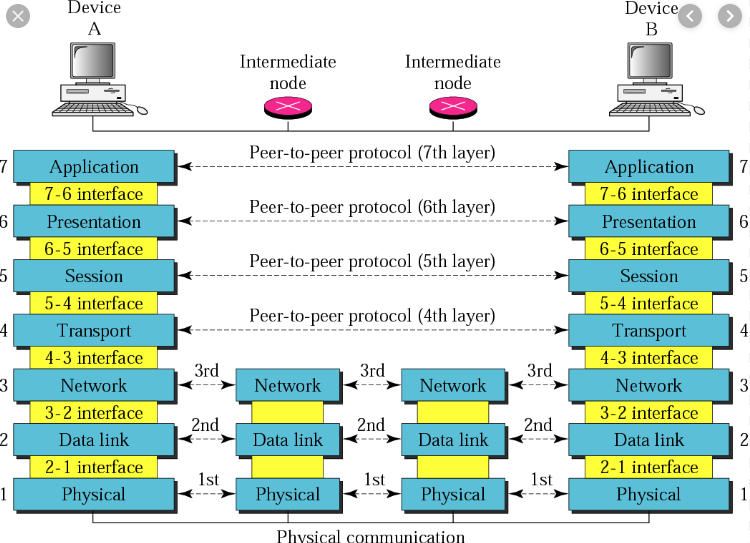 Device
A
Device
B
Intermediate
node
Intermediate
node
Peer-to-peer protocol (7th layer)
7 Application
Application 7
7-6 interface
7-6 interface
Peer-to-peer protocol (6th layer)
6 Presentation
Presentation 6
6-5 interface
6-5 interface
Peer-to-peer protocol (5th layer)
5 Session
Session 5
5-4 interface
5-4 interface
Peer-to-peer protocol (4th layer)
4 Transport
Transport 4
4-3 interface
4-3 interface
3 Network 3rd Network 3rd Network 3rd Network 3
3-2 interface
3-2 interface
2 Data link 2nd Data link 2nd Data link 2nd Data link 2
2-1 interface
2-1 interface
1 Physical 1st Physical 1st Physical 1st Physical 1
Physical communication